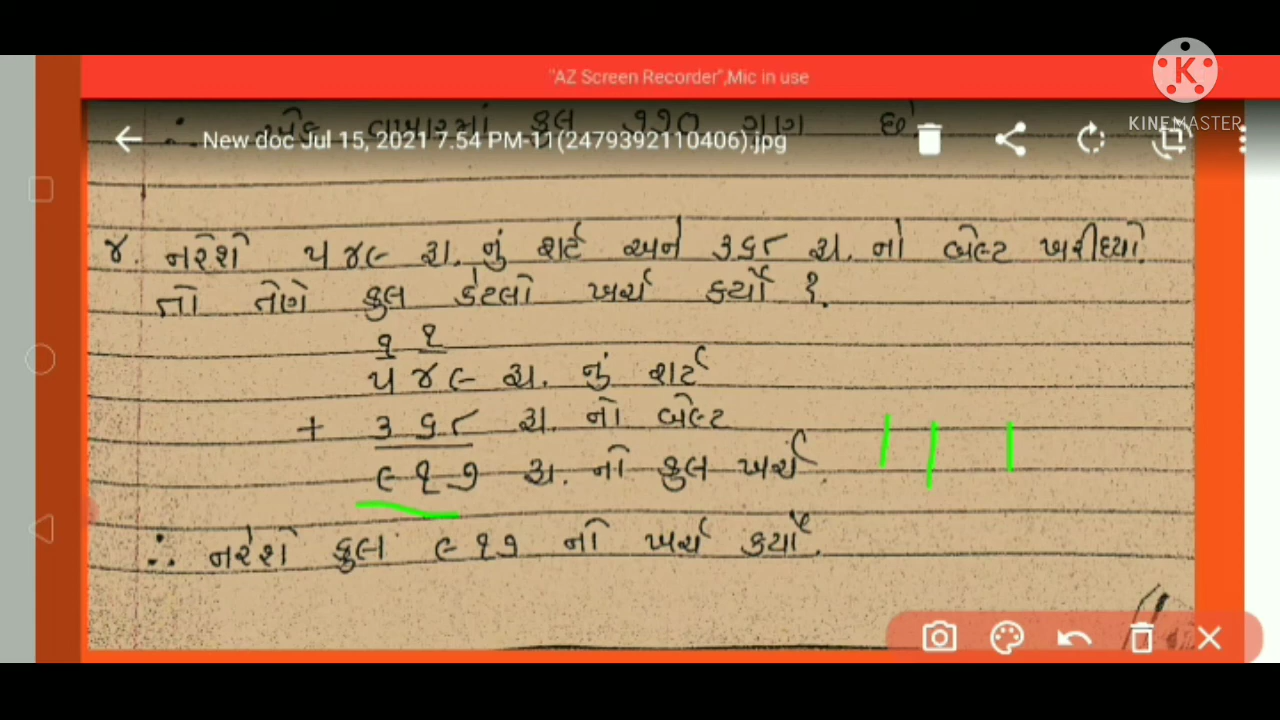 "AZ Screen Recorder",Mic in use
KINEMASTER
New doc Jul 15, 2021 7.54 PM-11(2479392110406).jpg
૪. નરેશે ૫૪૯ રૂા. નું શર્ટ અને ૩૬૮ રૂા. નો બેલ્ટ ખરીદ્યો.
તો તેણે કુલ કેટલો ખર્ચ કર્યો ?.
૧ ૧
૫૪૯ રૂા. નું શર્ટ
+ ૩૬૮ રૂા. નો બેલ્ટ
૯૧૭ રૂા. નો કુલ ખર્ચ
∴ નરેશે કુલ ૯૧૭ નો ખર્ચ કર્યો.